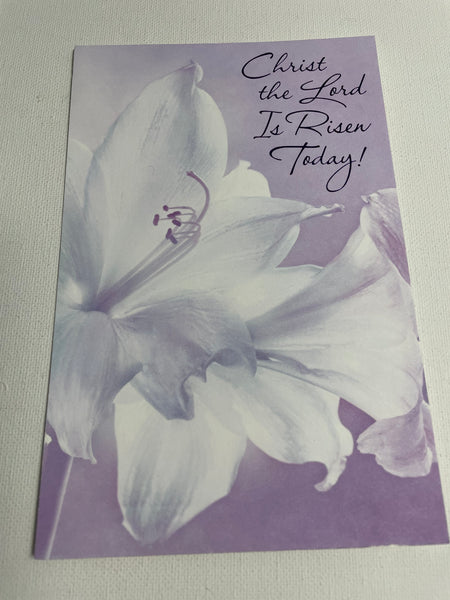 Christ
the Lord
Is Risen
Today!